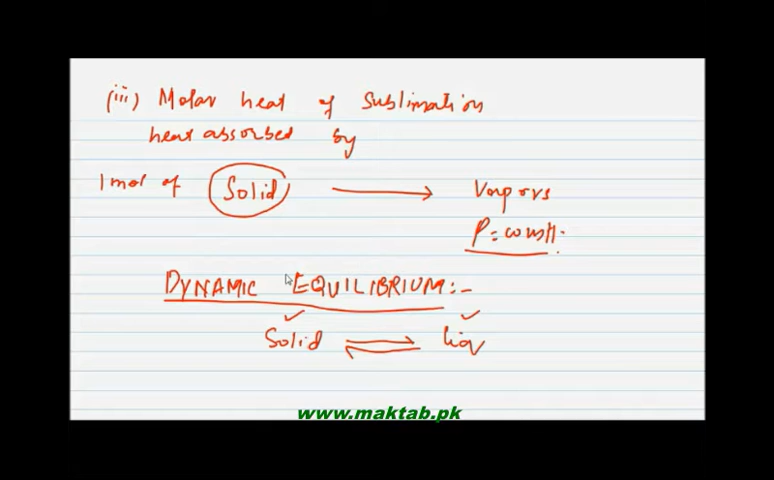 (iii) Molar heat of Sublimation
heat absorbed by
1 mol of Solid → Vapors
P = constt.
DYNAMIC EQUILIBRIUM:-
Solid ⇌ Liq
www.maktab.pk